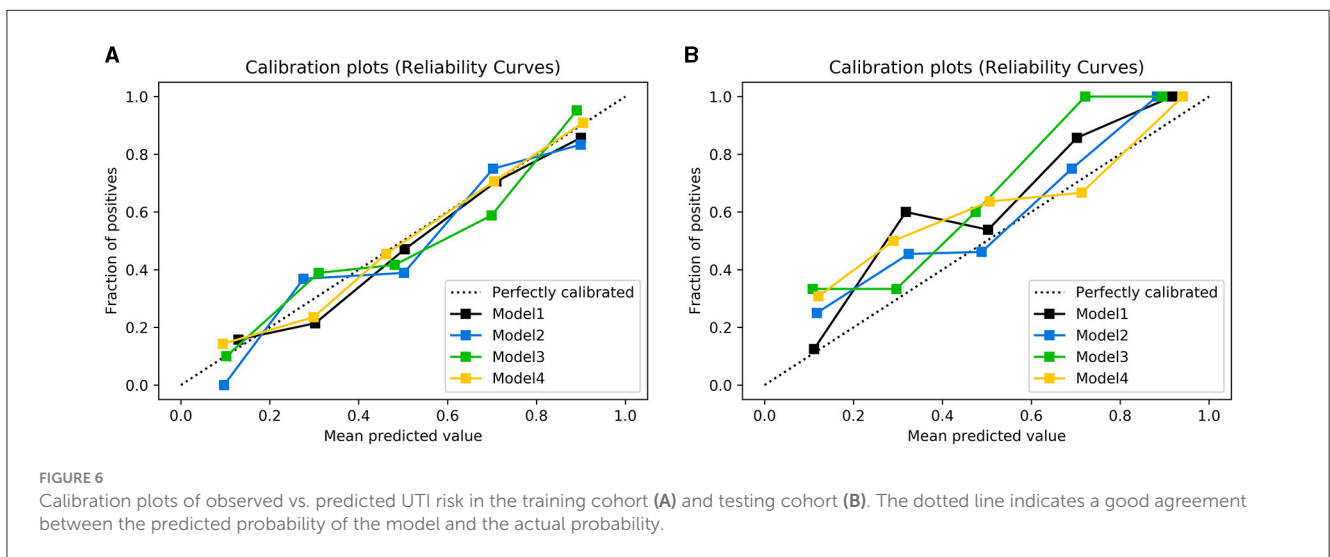 A
Calibration plots (Reliability Curves)
Fraction of positives
1.0
0.8
0.6
0.4
0.2
0.0
Perfectly calibrated
Model1
Model2
Model3
Model4
0.0 0.2 0.4 0.6 0.8 1.0
Mean predicted value
B
Calibration plots (Reliability Curves)
Fraction of positives
1.0
0.8
0.6
0.4
0.2
0.0
Perfectly calibrated
Model1
Model2
Model3
Model4
0.0 0.2 0.4 0.6 0.8 1.0
Mean predicted value
FIGURE 6
Calibration plots of observed vs. predicted UTI risk in the training cohort (A) and testing cohort (B). The dotted line indicates a good agreement
between the predicted probability of the model and the actual probability.